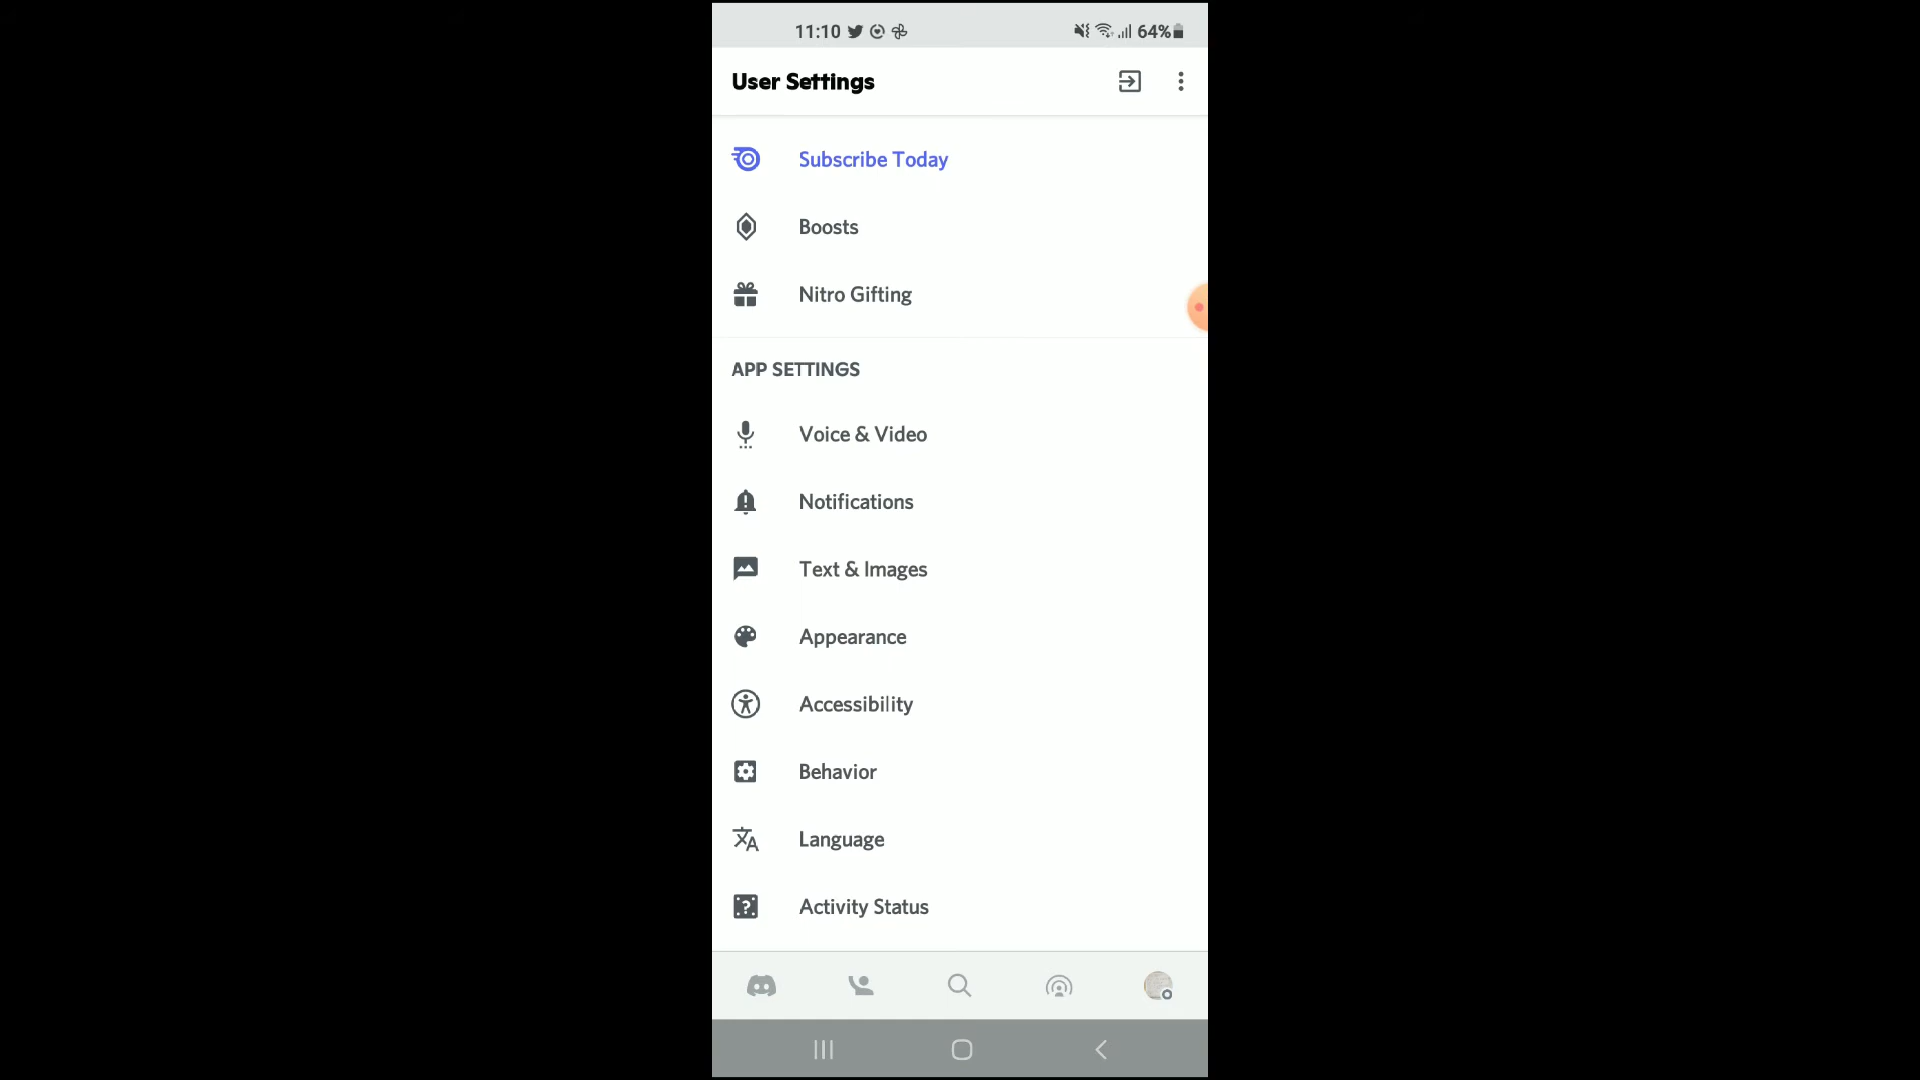 11:10 64%
User Settings
Subscribe Today
Boosts
Nitro Gifting
APP SETTINGS
Voice & Video
Notifications
Text & Images
Appearance
Accessibility
Behavior
Language
Activity Status